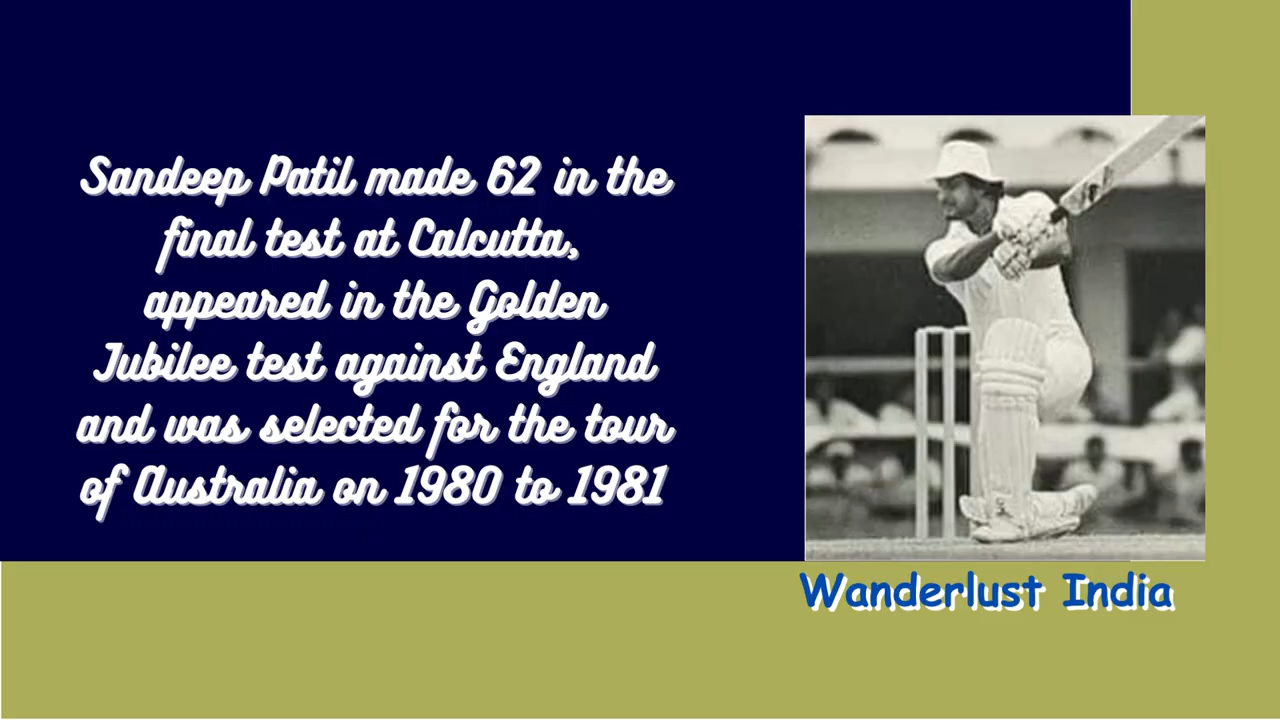 Sandeep Patil made 62 in the
final test at Calcutta,
appeared in the Golden
Jubilee test against England
and was selected for the tour
of Australia on 1980 to 1981
Wanderlust India